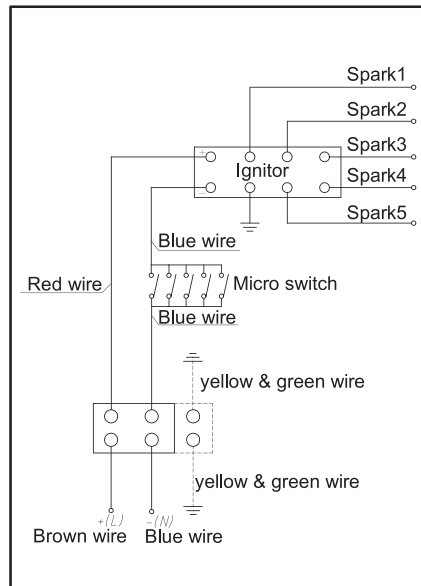 Spark1
Spark2
Spark3
+
Ignitor
Spark4
–
Spark5
Blue wire
Red wire
Micro switch
Blue wire
yellow & green wire
yellow & green wire
+(L) -(N)
Brown wire Blue wire